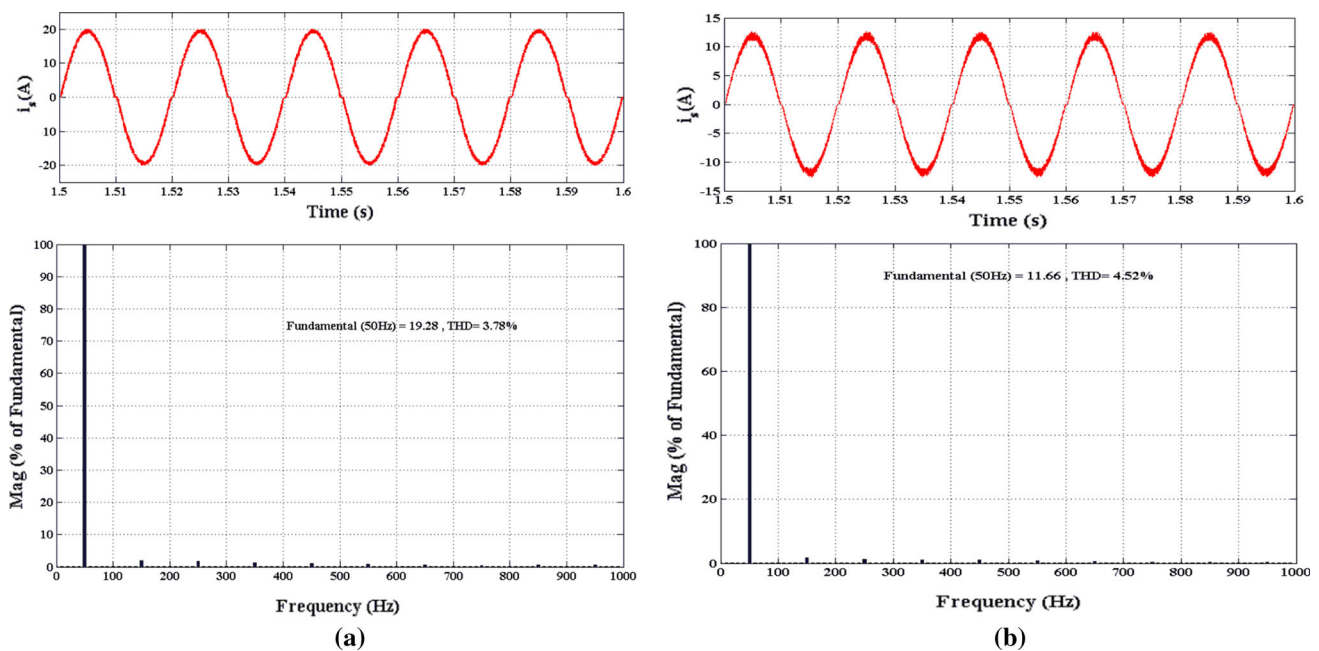 20
10
0
10
-20
i_s(A)
1.5 1.51 1.52 1.53 1.54 1.55 1.56 1.57 1.58 1.59 1.6
Time (s)
100
90
80
70
60
50
40
30
20
10
0
Mag (% of Fundamental)
Fundamental (50Hz) = 19.28 , THD= 3.78%
0 100 200 300 400 500 600 700 800 900 1000
Frequency (Hz)
(a)
15
10
5
0
-5
-10
-15
i_s(A)
1.5 1.51 1.52 1.53 1.54 1.55 1.56 1.57 1.58 1.59 1.6
Time (s)
100
80
60
40
20
0
Mag (% of Fundamental)
Fundamental (50Hz) = 11.66 , THD= 4.52%
0 100 200 300 400 500 600 700 800 900 1000
Frequency (Hz)
(b)